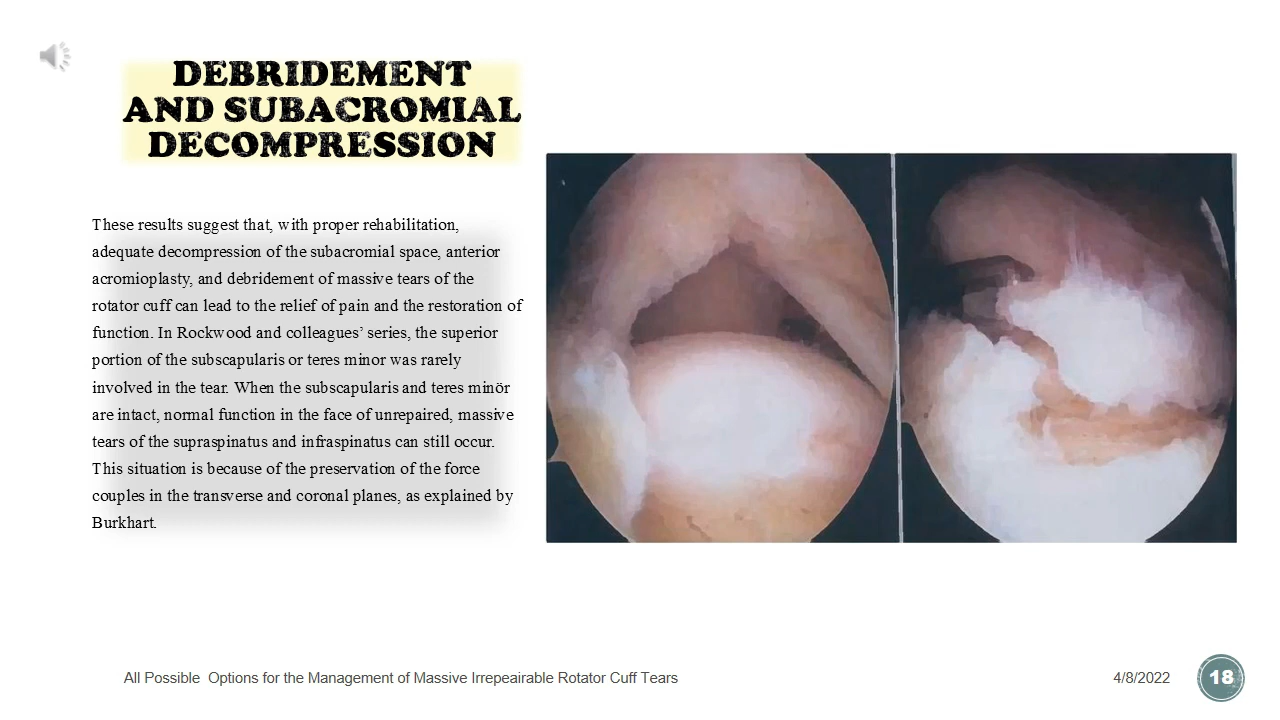 DEBRIDEMENT
AND SUBACROMIAL
DECOMPRESSION
These results suggest that, with proper rehabilitation,
adequate decompression of the subacromial space, anterior
acromioplasty, and debridement of massive tears of the
rotator cuff can lead to the relief of pain and the restoration of
function. In Rockwood and colleagues’ series, the superior
portion of the subscapularis or teres minor was rarely
involved in the tear. When the subscapularis and teres minör
are intact, normal function in the face of unrepaired, massive
tears of the supraspinatus and infraspinatus can still occur.
This situation is because of the preservation of the force
couples in the transverse and coronal planes, as explained by
Burkhart.
All Possible  Options for the Management of Massive Irrepeairable Rotator Cuff Tears
4/8/2022
18